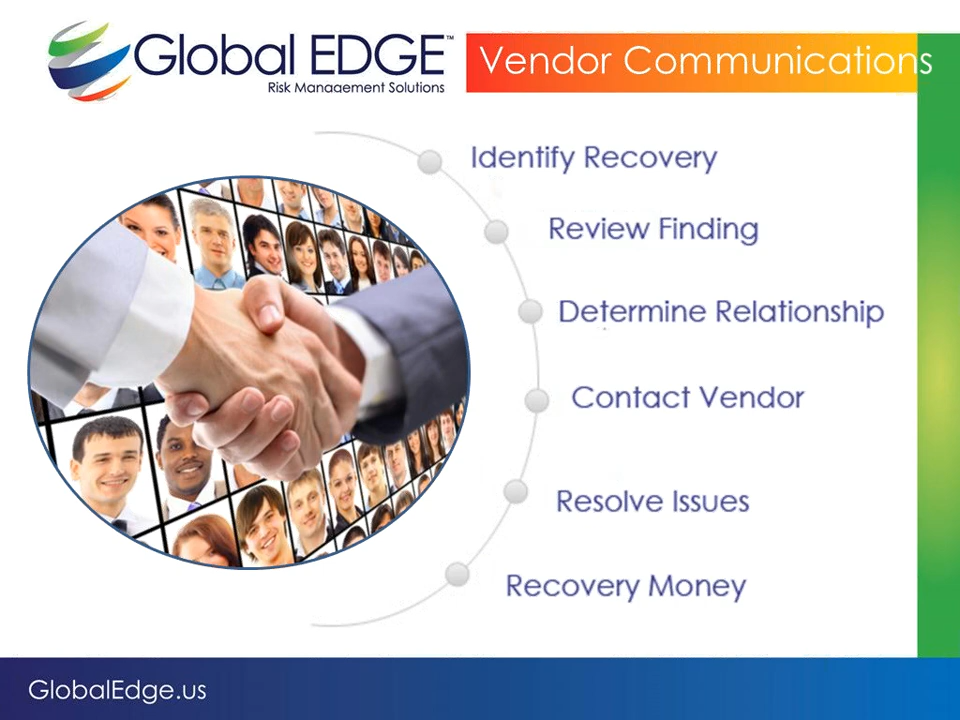 Global EDGE™
Risk Management Solutions
Vendor Communications
Identify Recovery
Review Finding
Determine Relationship
Contact Vendor
Resolve Issues
Recovery Money
GlobalEdge.us